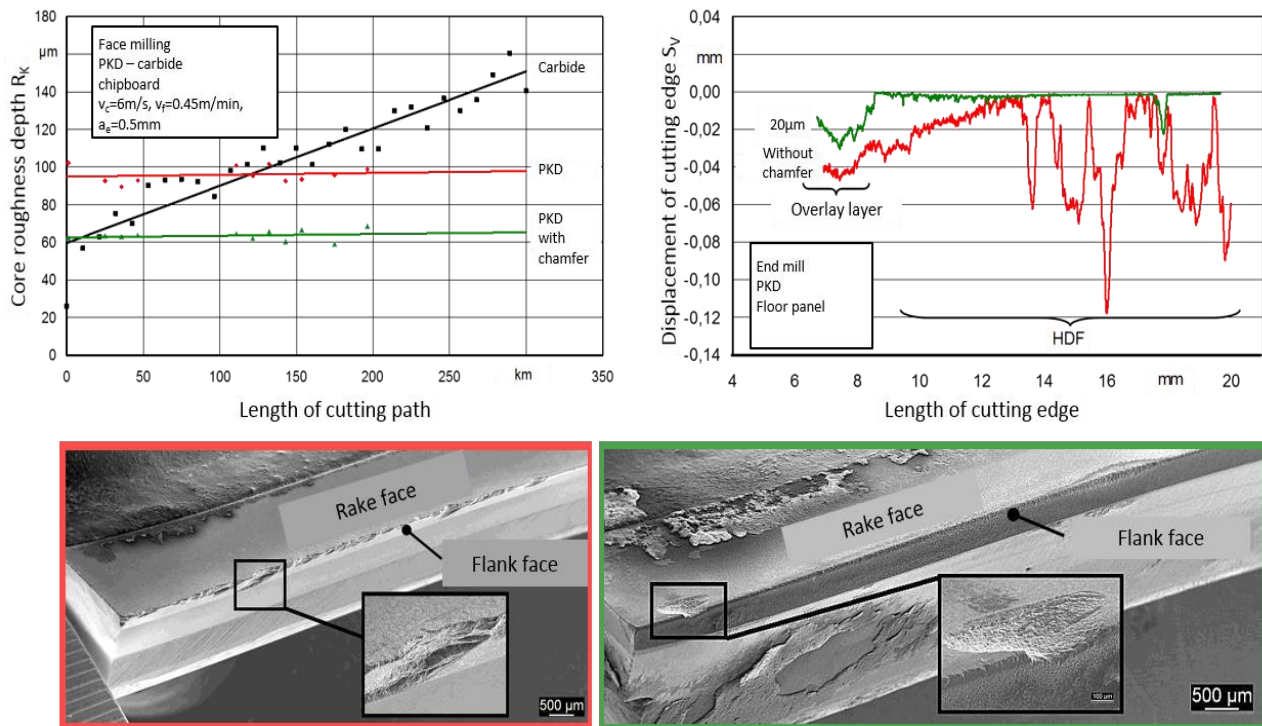 Core roughness depth RK
180
µm
140
120
100
80
60
40
20
0
Face milling
PKD – carbide
chipboard
vc=6m/s, vf=0.45m/min,
ae=0.5mm
Carbide
PKD
PKD
with
chamfer
0
50
100
150
200
250
km
350
Length of cutting path
Displacement of cutting edge SV
0,04
mm
0,00
-0,02
-0,04
-0,06
-0,08
-0,10
-0,12
-0,14
20µm
Without
chamfer
Overlay layer
End mill
PKD
Floor panel
HDF
4
6
8
10
12
14
16
mm
20
Length of cutting edge
Rake face
Flank face
500 µm
Rake face
Flank face
100 µm
500 µm